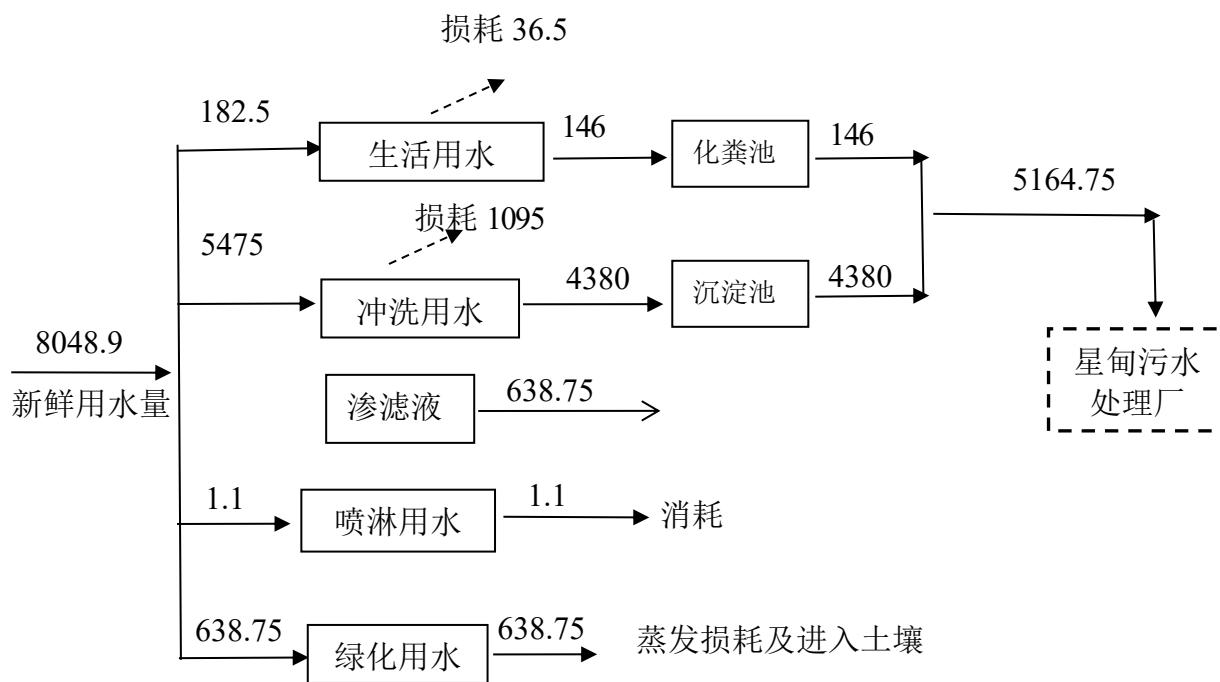 损耗 36.5
182.5
生活用水
146
化粪池
146
5164.75
损耗 1095
5475
冲洗用水
4380
沉淀池
4380
8048.9
新鲜用水量
星甸污水
处理厂
渗滤液
638.75
1.1
喷淋用水
1.1
消耗
638.75
绿化用水
638.75
蒸发损耗及进入土壤